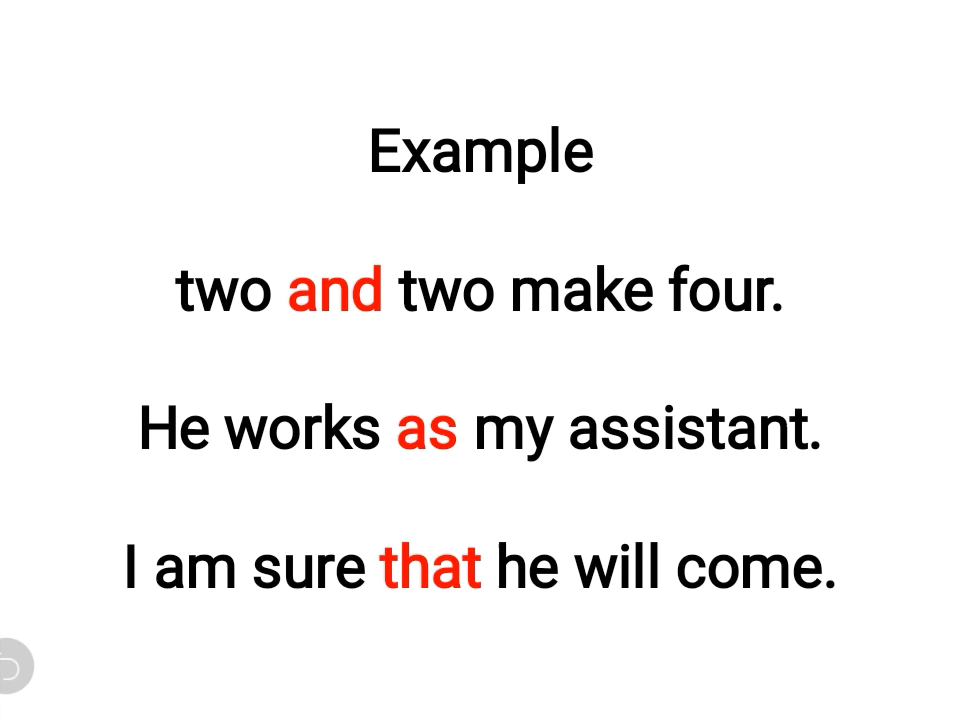 Example
two and two make four.
He works as my assistant.
I am sure that he will come.